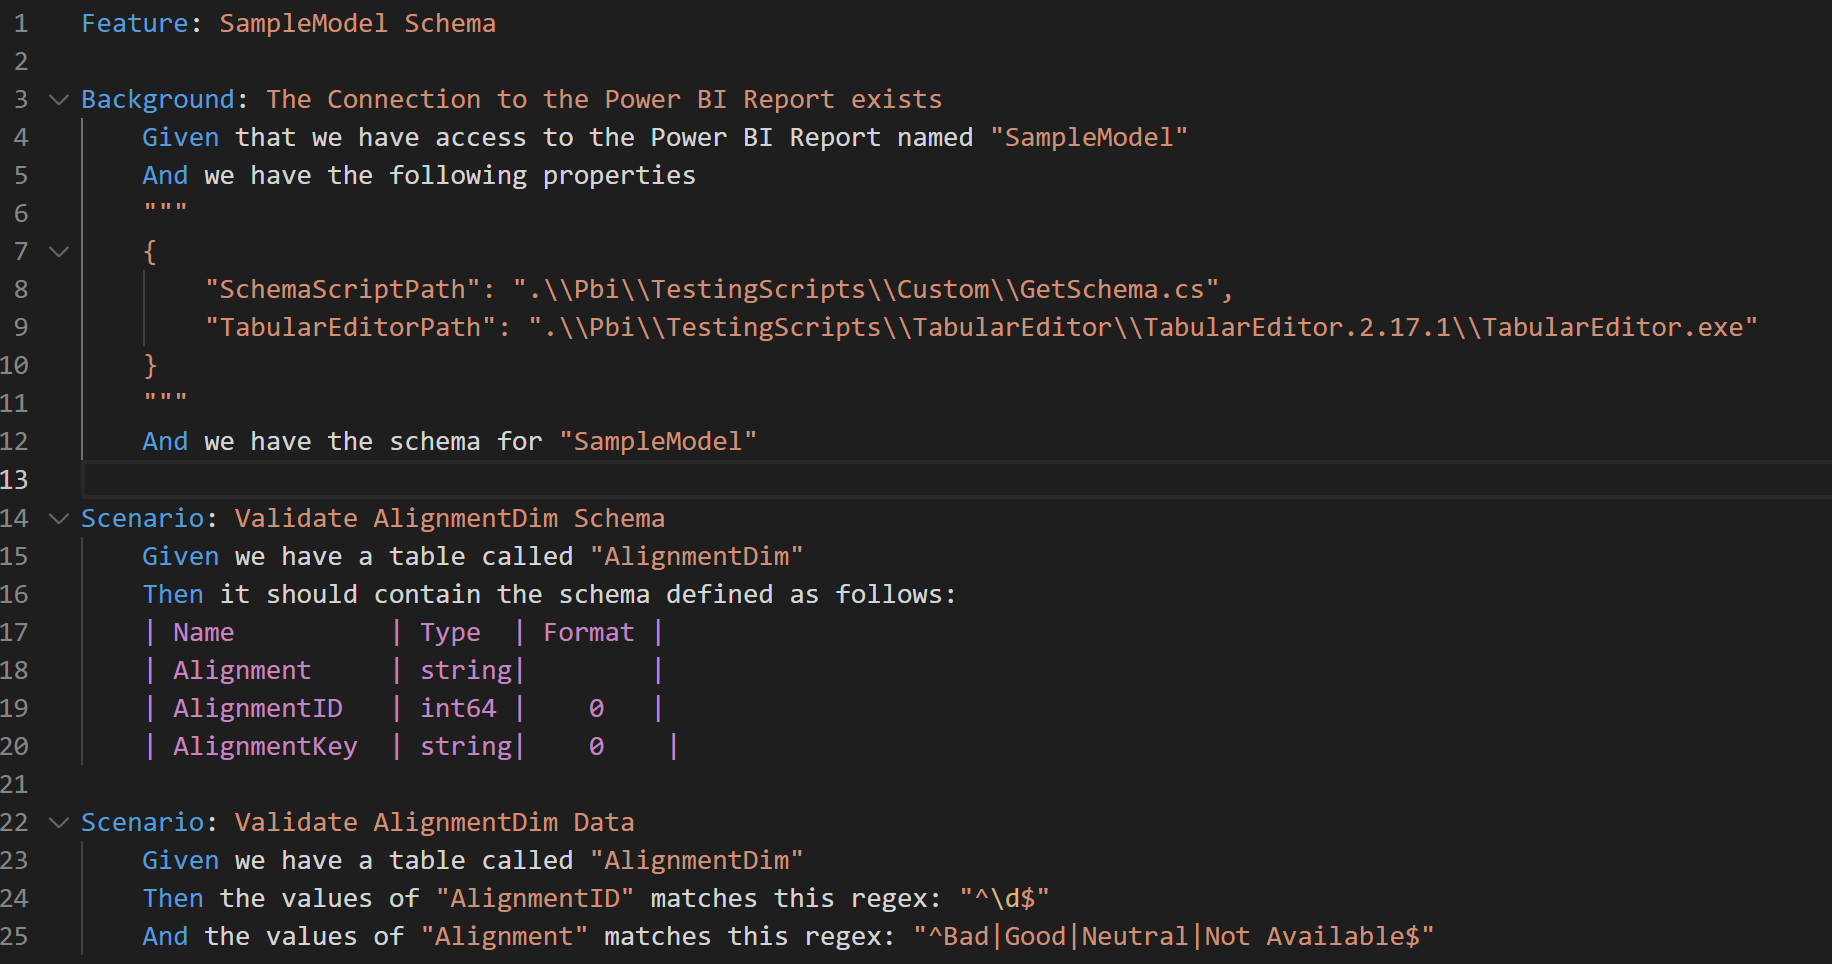 1 Feature: SampleModel Schema
2
3 Background: The Connection to the Power BI Report exists
4 Given that we have access to the Power BI Report named "SampleModel"
5 And we have the following properties
6 """
7 {
8 "SchemaScriptPath": ".\\Pbi\\TestingScripts\\Custom\\GetSchema.cs",
9 "TabularEditorPath": ".\\Pbi\\TestingScripts\\TabularEditor\\TabularEditor.2.17.1\\TabularEditor.exe"
10 }
11 """
12 And we have the schema for "SampleModel"
13
14 Scenario: Validate AlignmentDim Schema
15 Given we have a table called "AlignmentDim"
16 Then it should contain the schema defined as follows:
17 | Name | Type | Format |
18 | Alignment | string| |
19 | AlignmentID | int64 | 0 |
20 | AlignmentKey | string| 0 |
21
22 Scenario: Validate AlignmentDim Data
23 Given we have a table called "AlignmentDim"
24 Then the values of "AlignmentID" matches this regex: "^\d$"
25 And the values of "Alignment" matches this regex: "^Bad|Good|Neutral|Not Available$"